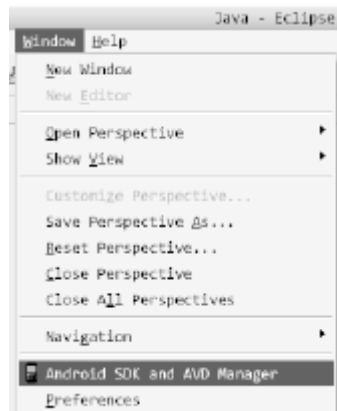 Java - Eclipse
Window Help
New Window
New Editor
Open Perspective
Show View
Customize Perspective...
Save Perspective As...
Reset Perspective...
Close Perspective
Close All Perspectives
Navigation
Android SDK and AVD Manager
Preferences